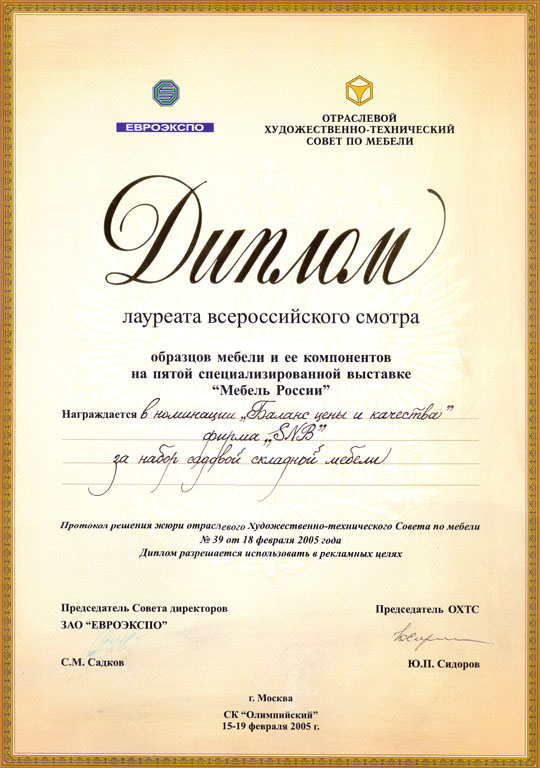 ЕВРОЭКСПО
ОТРАСЛЕВОЙ
ХУДОЖЕСТВЕННО-ТЕХНИЧЕСКИЙ
СОВЕТ ПО МЕБЕЛИ
Диплом
лауреата всероссийского смотра
образцов мебели и ее компонентов
на пятой специализированной выставке
“Мебель России”
Награждается в номинации „Баланс цены и качества”
фирма „SNB”
за набор садовой складной мебели
Протокол решения жюри отраслевого Художественно-технического Совета по мебели
№ 39 от 18 февраля 2005 года
Диплом разрешается использовать в рекламных целях
Председатель Совета директоров
ЗАО “ЕВРОЭКСПО”
С.М. Садков
Председатель ОХТС
Ю.П. Сидоров
г. Москва
СК “Олимпийский”
15-19 февраля 2005 г.